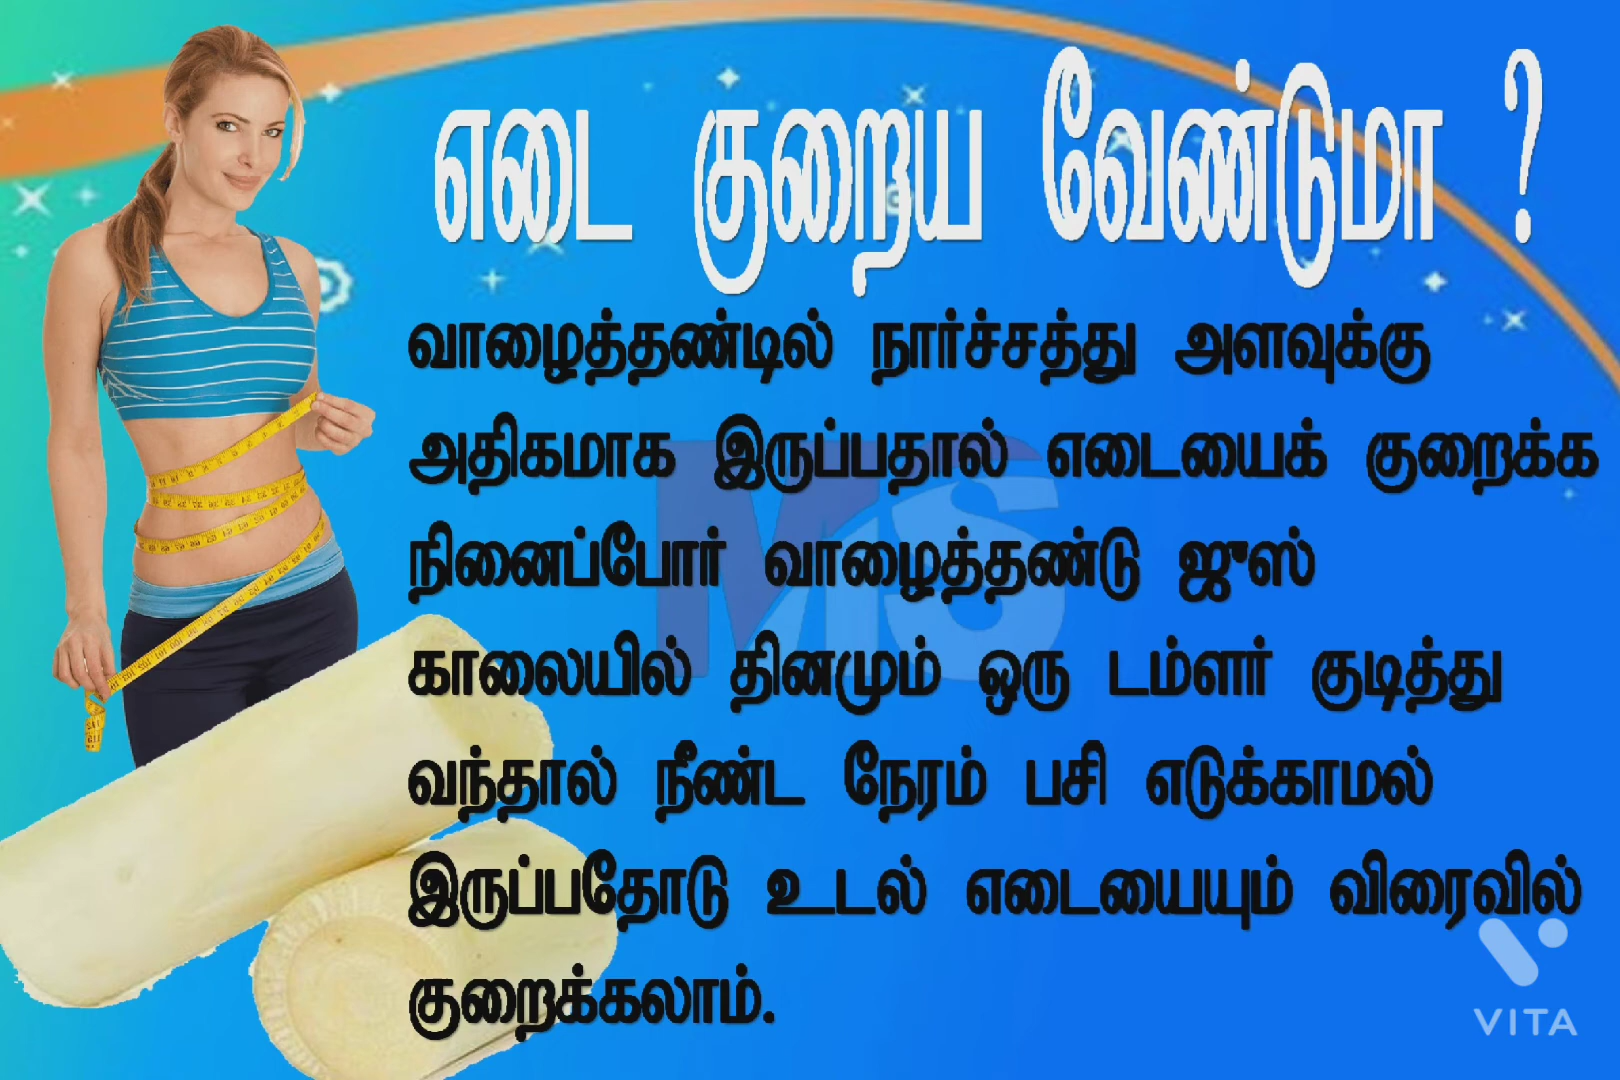 எடை குறைய வேண்டுமா ?
வாழைத்தண்டில் நார்ச்சத்து அளவுக்கு
அதிகமாக இருப்பதால் எடையைக் குறைக்க
நினைப்போர் வாழைத்தண்டு ஜுஸ்
காலையில் தினமும் ஒரு டம்ளர் குடித்து
வந்தால் நீண்ட நேரம் பசி எடுக்காமல்
இருப்பதோடு உடல் எடையையும் விரைவில்
குறைக்கலாம்.
MS
VITA